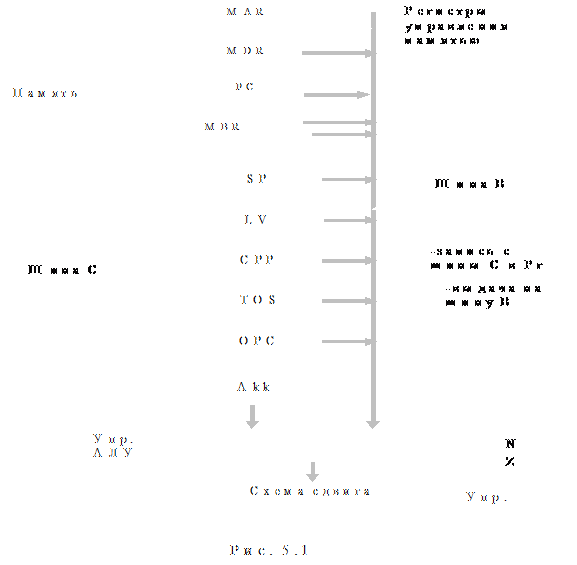 MAR
Регистры
управления
памятью
MDR
PC
Память
MBR
SP
Шина B
LV
-запись с
шины C в Рг
CPP
Шина C
-выдача на
шину B
TOS
OPC
Akk
Упр.
АЛУ
N
Z
Схема сдвига
Упр.
Рис. 5.1